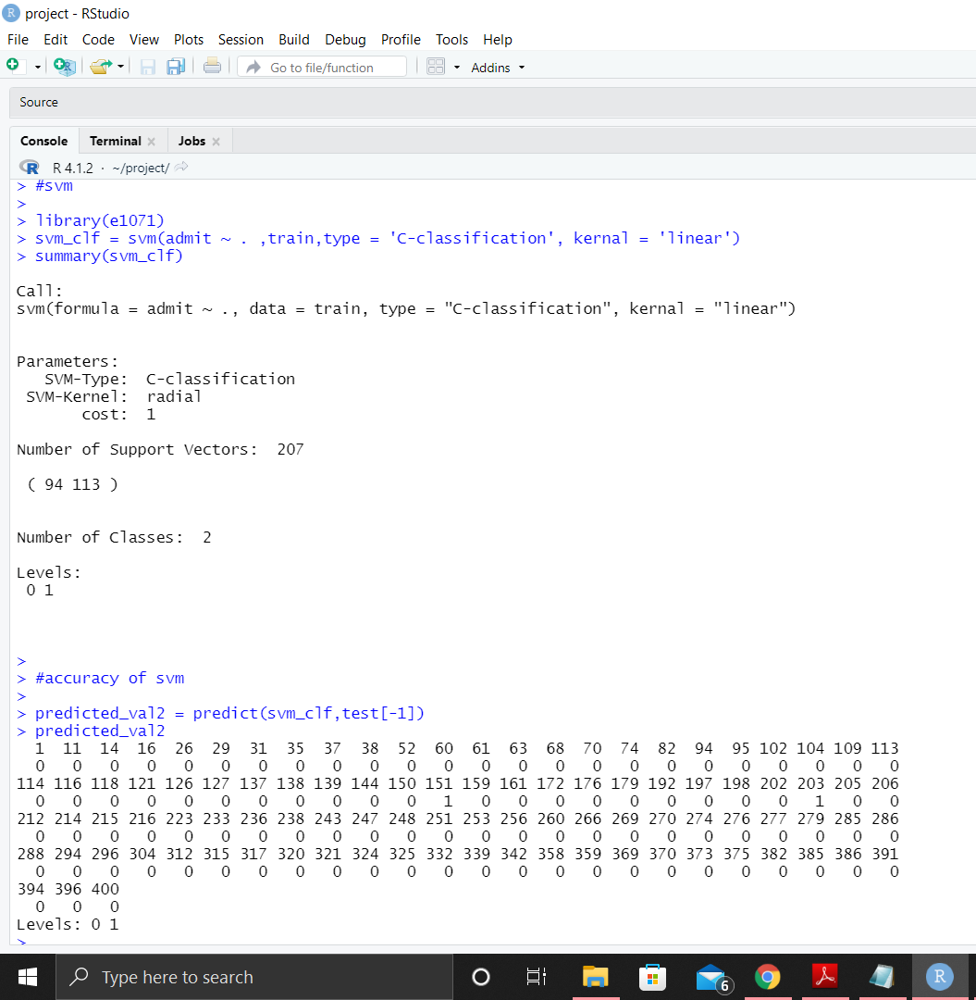 project - RStudio
File Edit Code View Plots Session Build Debug Profile Tools Help
Go to file/function Addins
Source
Console Terminal Jobs
R 4.1.2 · ~/project/
> #svm
>
> library(e1071)
> svm_clf = svm(admit ~ . ,train,type = 'C-classification', kernal = 'linear')
> summary(svm_clf)
Call:
svm(formula = admit ~ ., data = train, type = "C-classification", kernal = "linear")
Parameters:
SVM-Type: C-classification
SVM-Kernel: radial
cost: 1
Number of Support Vectors: 207
( 94 113 )
Number of Classes: 2
Levels:
0 1
>
> #accuracy of svm
>
> predicted_val2 = predict(svm_clf,test[-1])
> predicted_val2
1 11 14 16 26 29 31 35 37 38 52 60 61 63 68 70 74 82 94 95 102 104 109 113
0 0 0 0 0 0 0 0 0 0 0 0 0 0 0 0 0 0 0 0 0 0 0 0
114 116 118 121 126 127 137 138 139 144 150 151 159 161 172 176 179 192 197 198 202 203 205 206
0 0 0 0 0 0 0 0 0 0 0 1 0 0 0 0 0 0 0 0 0 1 0 0
212 214 215 216 223 233 236 238 243 247 248 251 253 256 260 266 269 270 274 276 277 279 285 286
0 0 0 0 0 0 0 0 0 0 0 0 0 0 0 0 0 0 0 0 0 0 0 0
288 294 296 304 312 315 317 320 321 324 325 332 339 342 358 359 369 370 373 375 382 385 386 391
0 0 0 0 0 0 0 0 0 0 0 0 0 0 0 0 0 0 0 0 0 0 0 0
394 396 400
0 0 0
Levels: 0 1
>
Type here to search
6
R